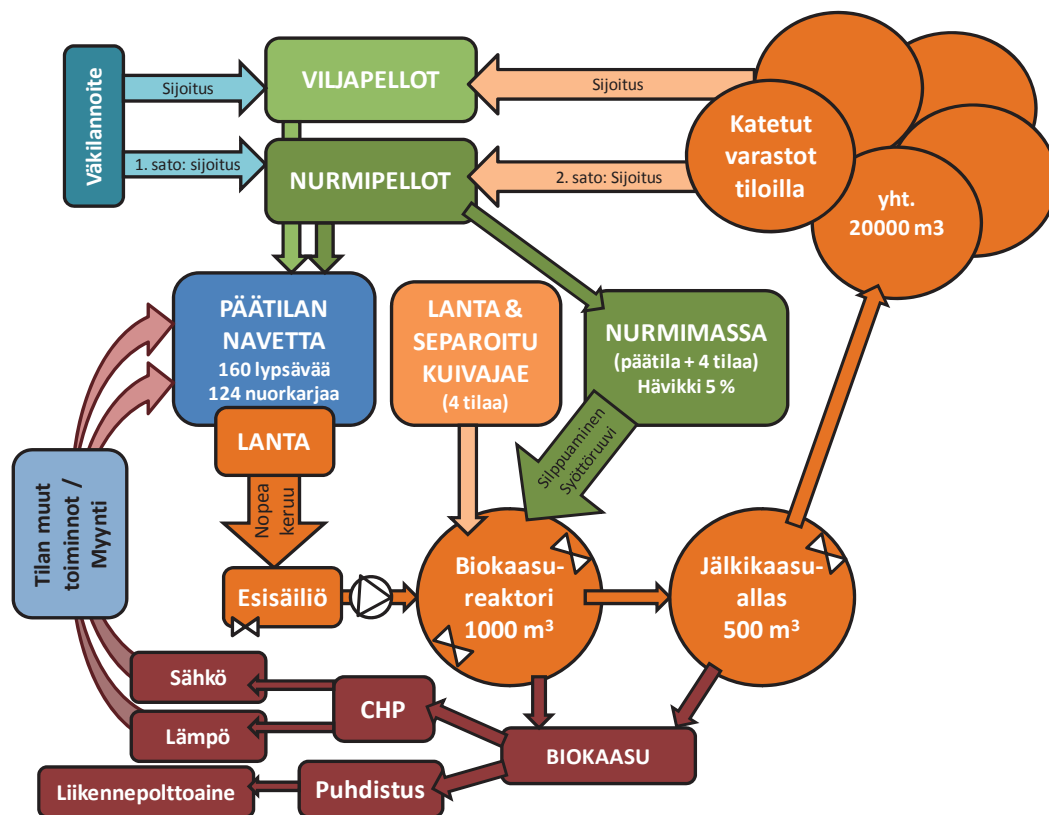 Väkilannoite
Sijoitus
VILJAPELLOT
Sijoitus
1. sato: sijoitus
NURMIPELLOT
2. sato: Sijoitus
Katetut
varastot
tiloilla
yht.
20000 m3
PÄÄTILAN
NAVETTA
160 lypsävää
124 nuorkarjaa
LANTA
LANTA &
SEPAROITU
KUIVAJAE
(4 tilaa)
NURMIMASSA
(päätila + 4 tilaa)
Hävikki 5 %
Silppuaminen
Syöttöruuvi
Nopea
keruu
Tilan muut
toiminnot /
Myynti
Esisäiliö
Biokaasu-
reaktori
1000 m³
Jälkikaasu-
allas
500 m³
Sähkö
CHP
Lämpö
BIOKAASU
Liikennepolttoaine
Puhdistus